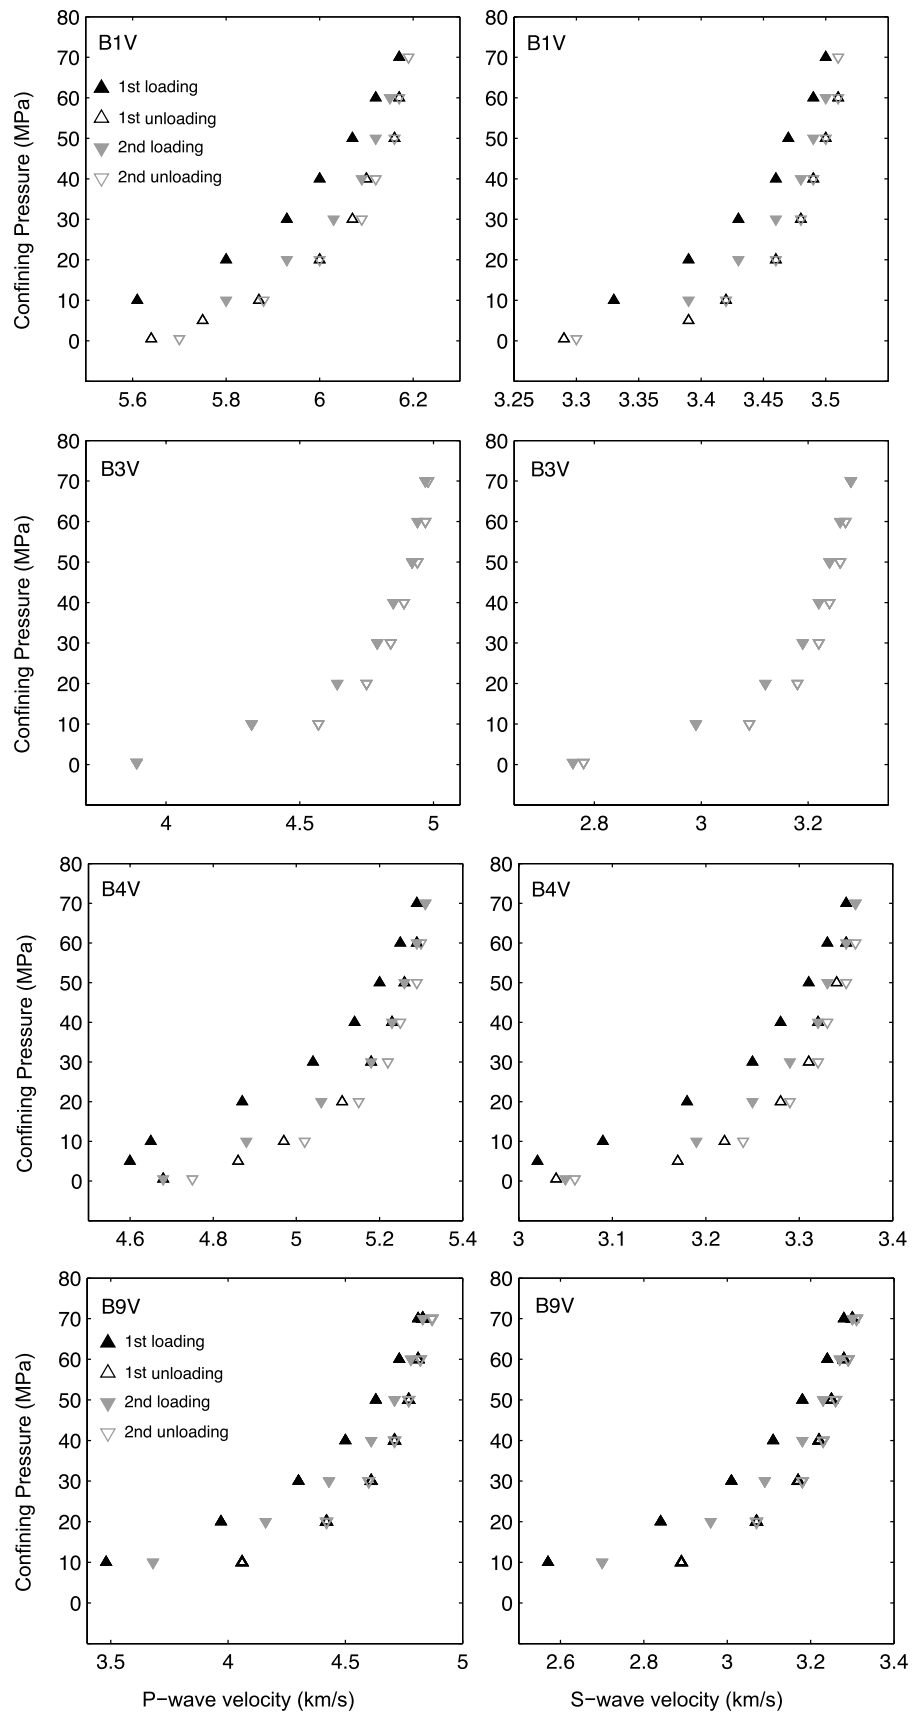 80
70
60
50
40
30
20
10
0
Confining Pressure (MPa)
B1V
1st loading
1st unloading
2nd loading
2nd unloading
5.6 5.8 6 6.2
80
70
60
50
40
30
20
10
0
B1V
3.25 3.3 3.35 3.4 3.45 3.5
80
70
60
50
40
30
20
10
0
Confining Pressure (MPa)
B3V
4 4.5 5
80
70
60
50
40
30
20
10
0
B3V
2.8 3 3.2
80
70
60
50
40
30
20
10
0
Confining Pressure (MPa)
B4V
4.6 4.8 5 5.2 5.4
80
70
60
50
40
30
20
10
0
B4V
3 3.1 3.2 3.3 3.4
80
70
60
50
40
30
20
10
0
Confining Pressure (MPa)
B9V
1st loading
1st unloading
2nd loading
2nd unloading
3.5 4 4.5 5
P−wave velocity (km/s)
80
70
60
50
40
30
20
10
0
B9V
2.6 2.8 3 3.2 3.4
S−wave velocity (km/s)